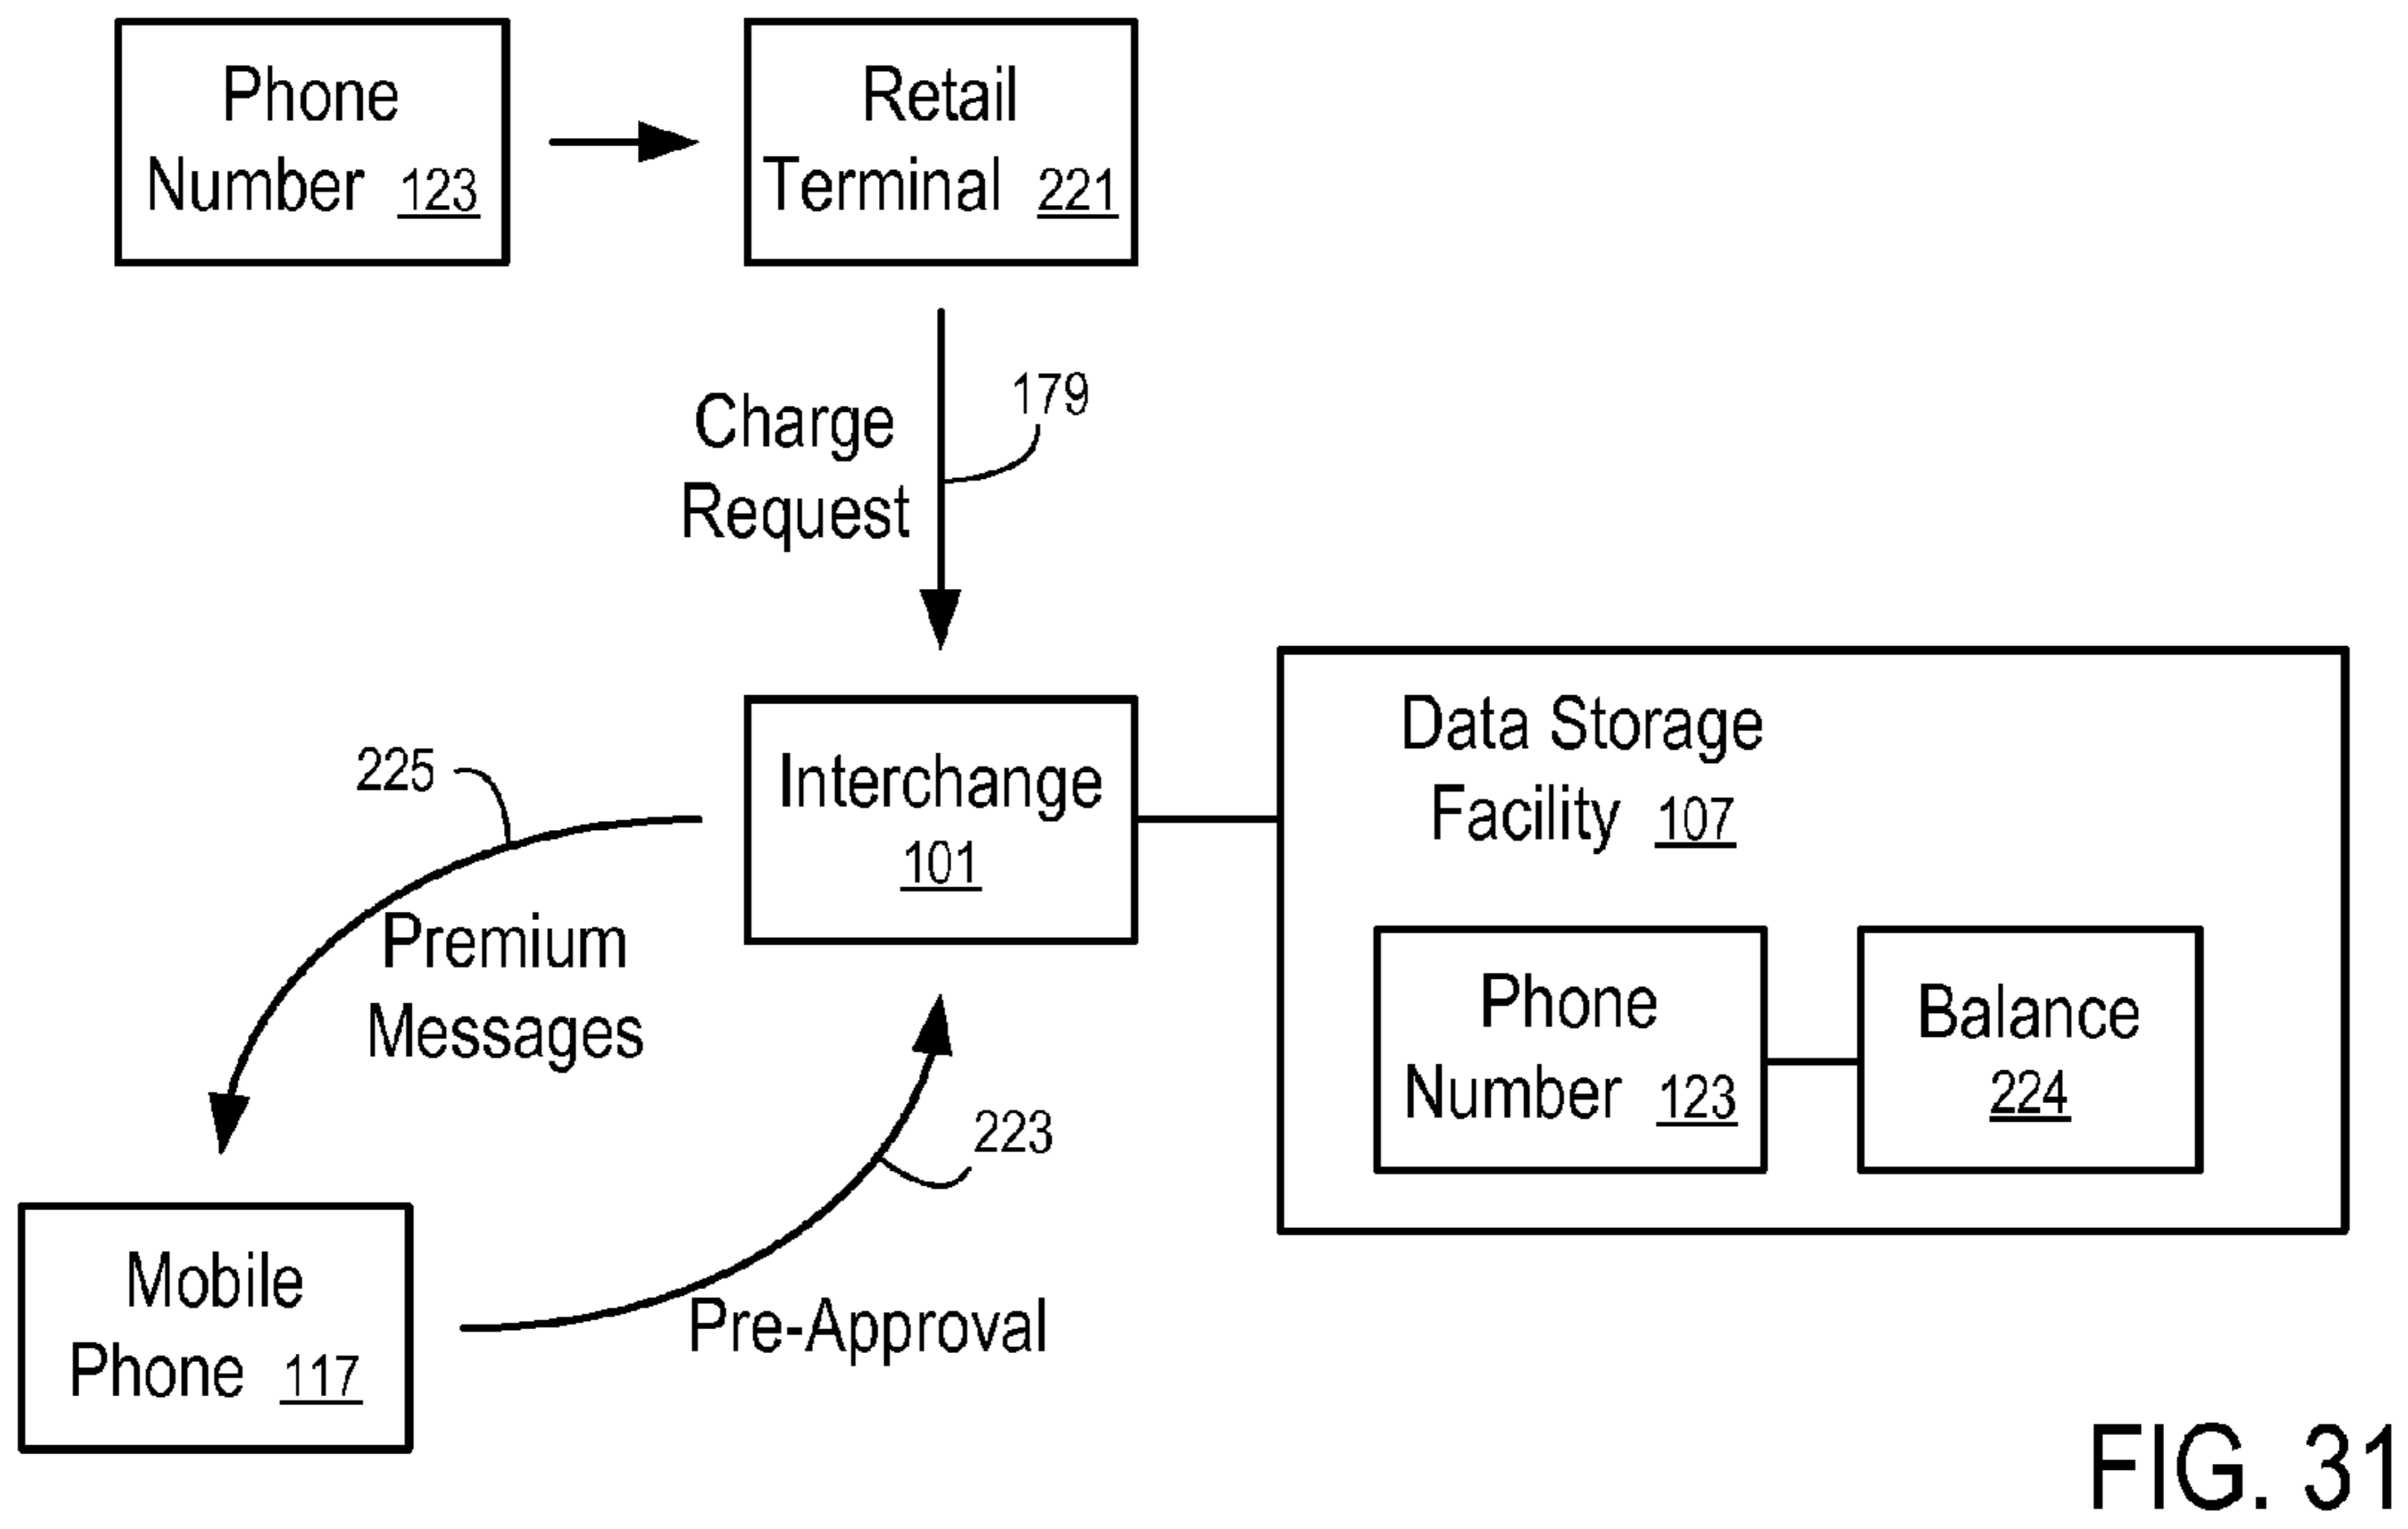 Phone
Number 123
Retail
Terminal 221
Charge
Request
179
Interchange
101
Data Storage
Facility 107
Phone
Number 123
Balance
224
225
Premium
Messages
223
Pre-Approval
Mobile
Phone 117
FIG. 31